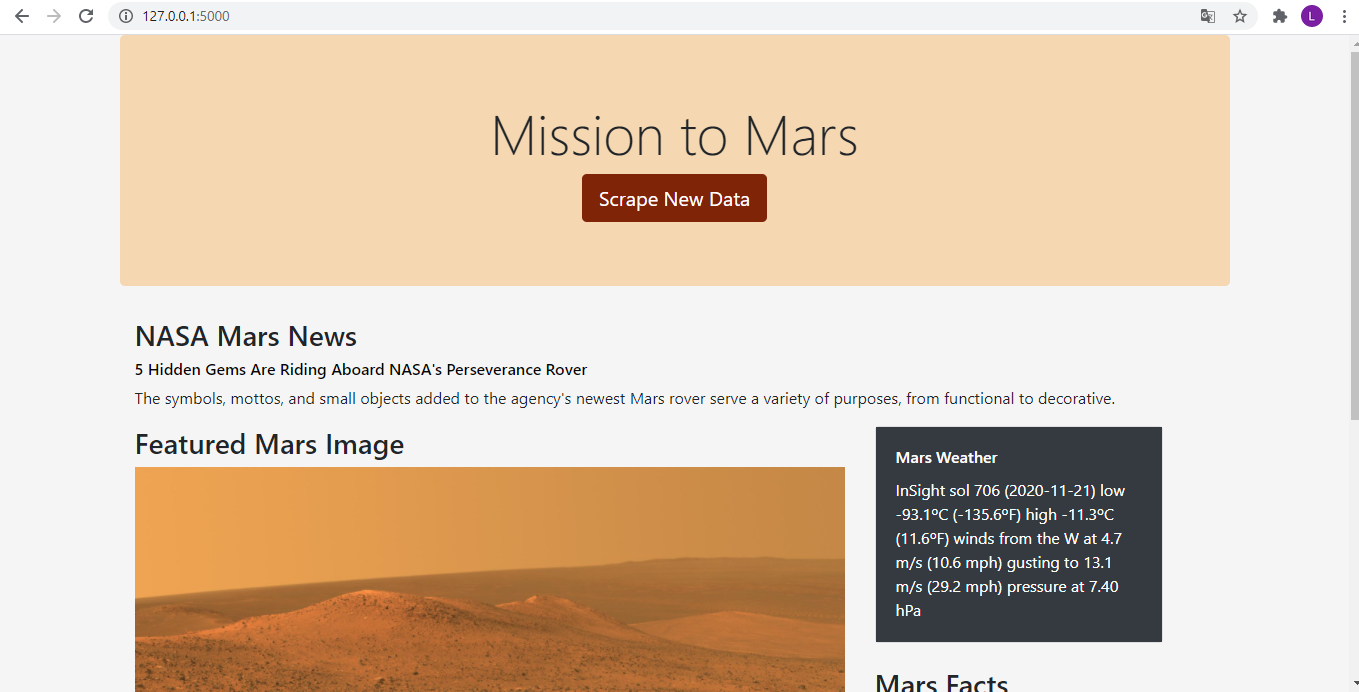 127.0.0.1:5000
L
Mission to Mars
Scrape New Data
NASA Mars News
5 Hidden Gems Are Riding Aboard NASA's Perseverance Rover
The symbols, mottos, and small objects added to the agency's newest Mars rover serve a variety of purposes, from functional to decorative.
Featured Mars Image
Mars Weather
InSight sol 706 (2020-11-21) low
-93.1ºC (-135.6ºF) high -11.3ºC
(11.6ºF) winds from the W at 4.7
m/s (10.6 mph) gusting to 13.1
m/s (29.2 mph) pressure at 7.40
hPa
Mars Facts